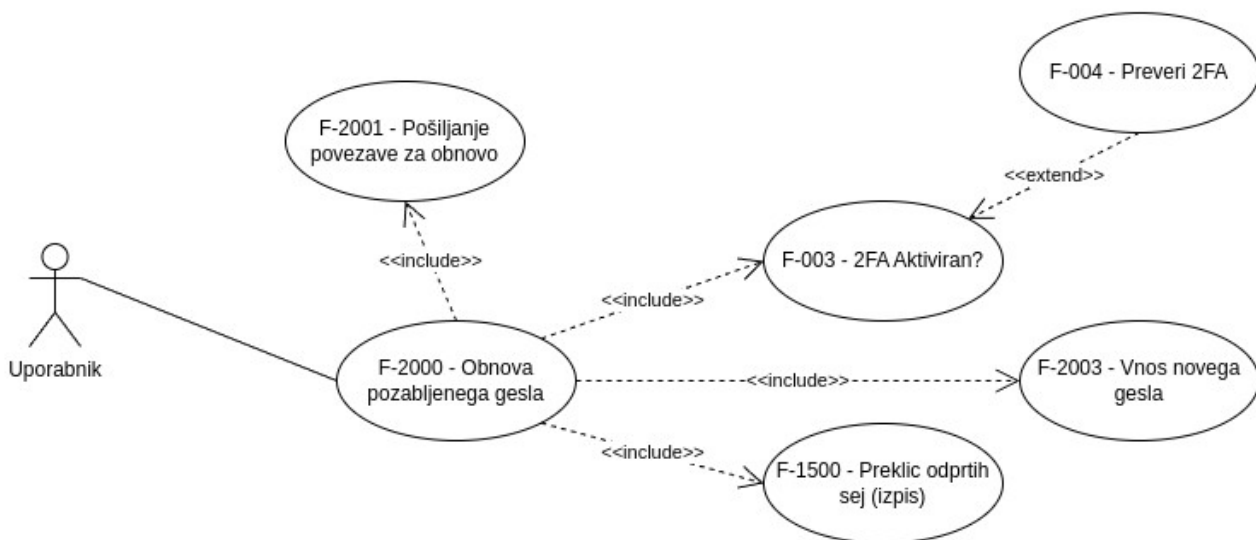 F-004 - Preveri 2FA
F-2001 - Pošiljanje
povezave za obnovo
<<extend>>
<<include>>
F-003 - 2FA Aktiviran?
<<include>>
Uporabnik
F-2000 - Obnova
pozabljenega gesla
<<include>>
F-2003 - Vnos novega
gesla
<<include>>
F-1500 - Preklic odprtih
sej (izpis)